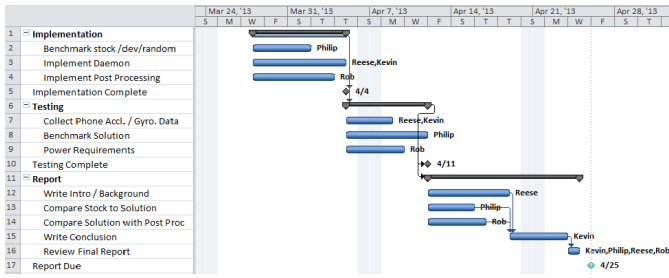 Mar 24, '13 Mar 31, '13 Apr 7, '13 Apr 14, '13 Apr 21, '13 Apr 28, '13
S M W F S T T S M W F S T T S M W F S T
1 Implementation
2 Benchmark stock /dev/random Philip
3 Implement Daemon Reese,Kevin
4 Implement Post Processing Rob
5 Implementation Complete 4/4
6 Testing
7 Collect Phone Accl. / Gyro. Data Reese,Kevin
8 Benchmark Solution Philip
9 Power Requirements Rob
10 Testing Complete 4/11
11 Report
12 Write Intro / Background Reese
13 Compare Stock to Solution Philip
14 Compare Solution with Post Proc Rob
15 Write Conclusion Kevin
16 Review Final Report Kevin,Philip,Reese,Rob
17 Report Due 4/25